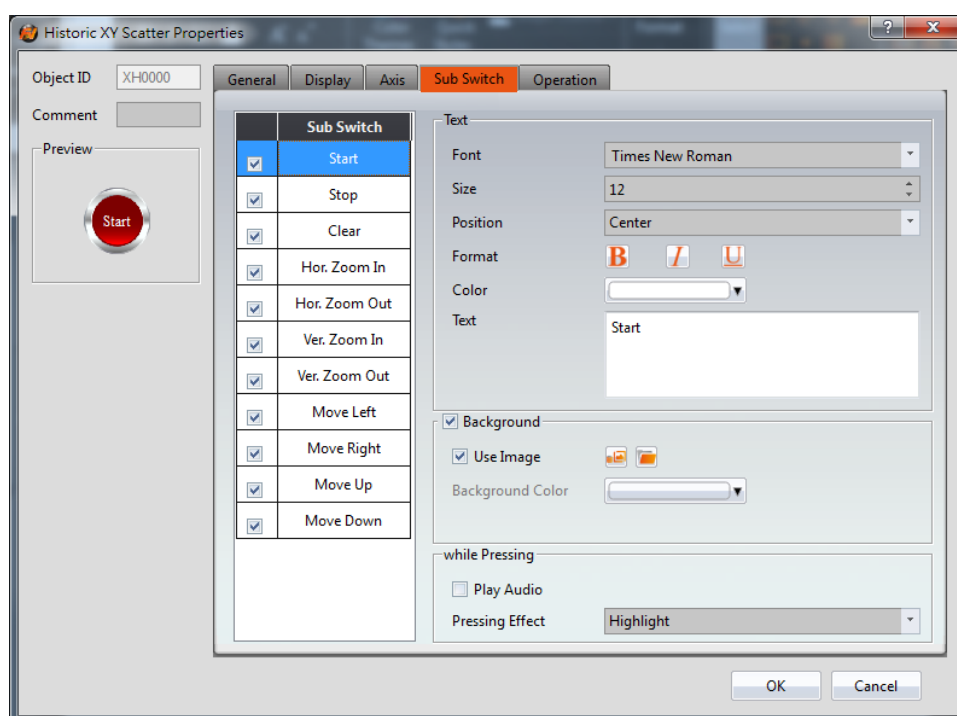 Historic XY Scatter Properties
Object ID XH0000
Comment
Preview
Start
General Display Axis Sub Switch Operation
Sub Switch
Start
Stop
Clear
Hor. Zoom In
Hor. Zoom Out
Ver. Zoom In
Ver. Zoom Out
Move Left
Move Right
Move Up
Move Down
Text
Font Times New Roman
Size 12
Position Center
Format B I U
Color
Text Start
Background
Use Image
Background Color
while Pressing
Play Audio
Pressing Effect Highlight
OK Cancel